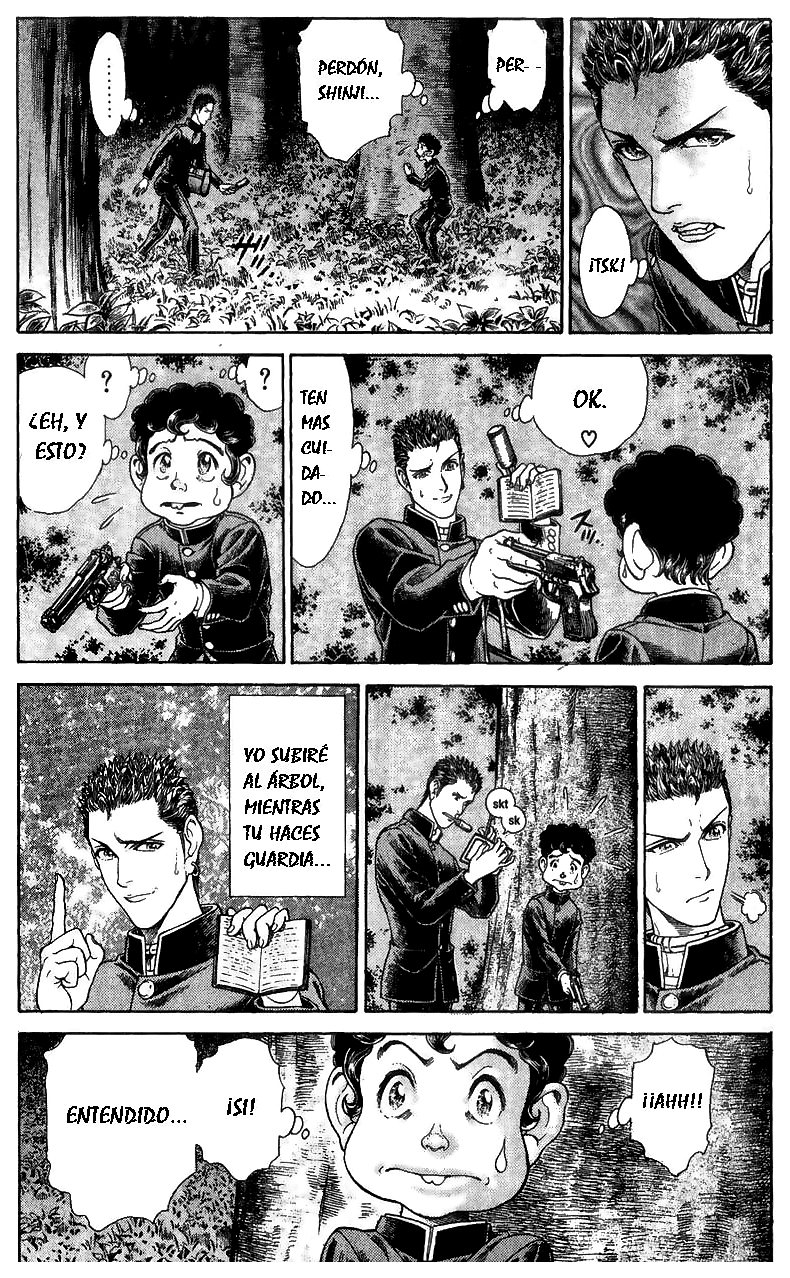 ¡TSK!
PER- -
PERDÓN,
SHINJI...
........
OK.
♡
TEN
MAS
CUI-
DA-
DO...
?
?
¿EH, Y
ESTO?
skt
sk
YO SUBIRÉ
AL ÁRBOL,
MIENTRAS
TU HACES
GUARDIA...
¡¡AHH!!
¡SI!
ENTENDIDO...